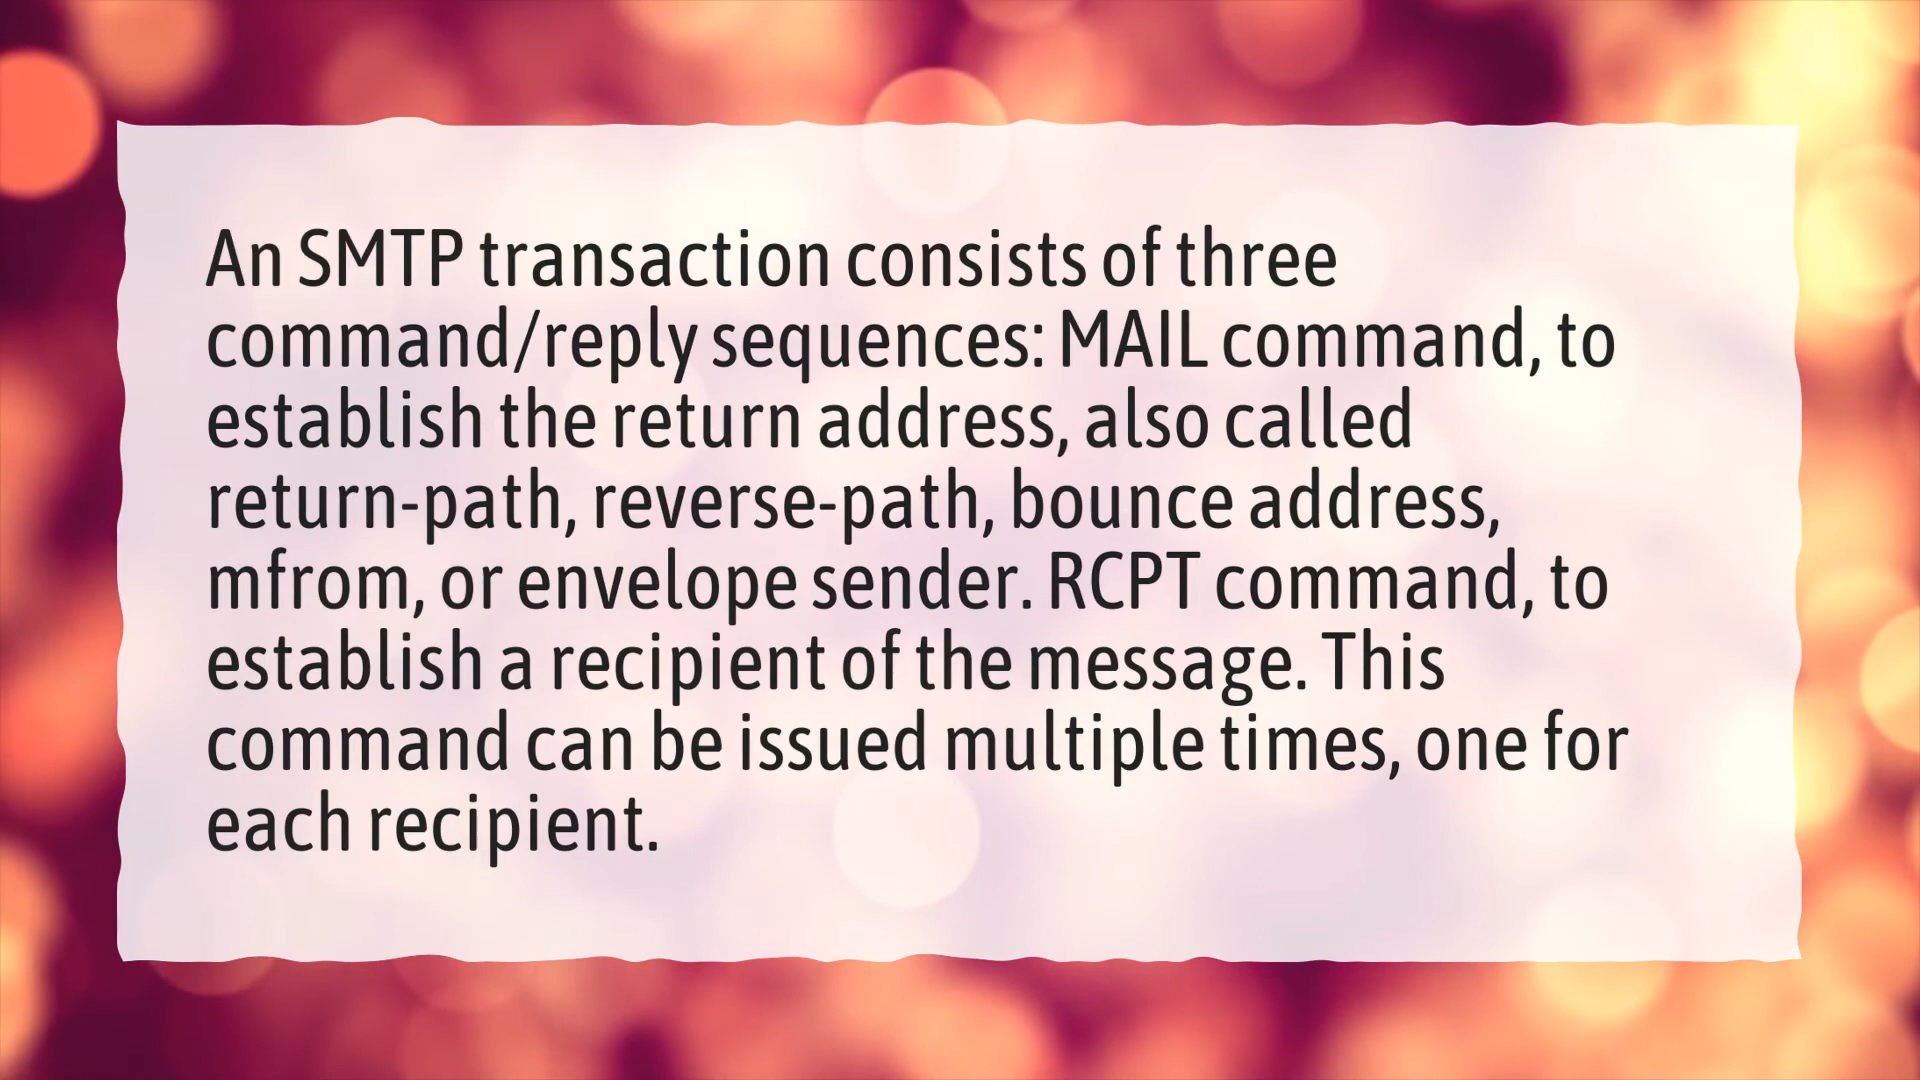 An SMTP transaction consists of three
command/reply sequences: MAIL command, to
establish the return address, also called
return-path, reverse-path, bounce address,
mfrom, or envelope sender. RCPT command, to
establish a recipient of the message. This
command can be issued multiple times, one for
each recipient.